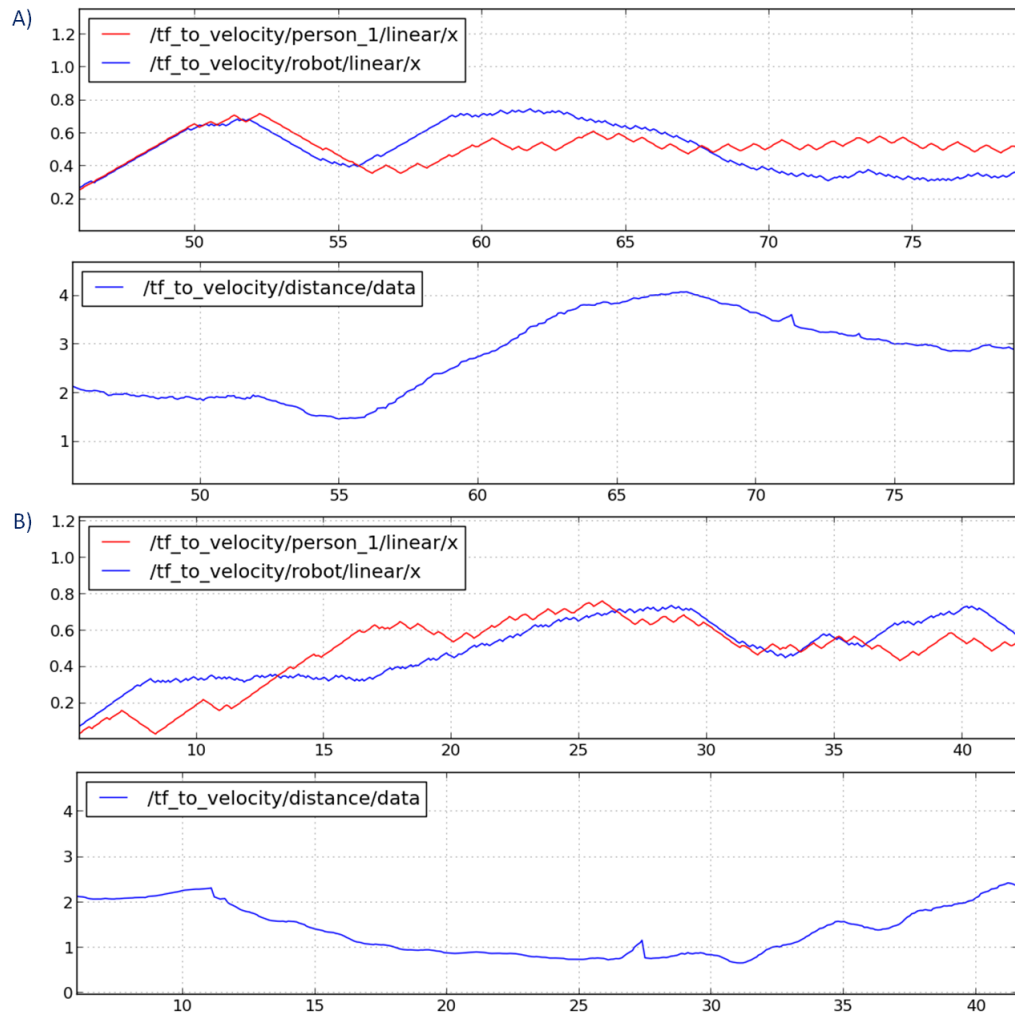 A)
/tf_to_velocity/person_1/linear/x
/tf_to_velocity/robot/linear/x
1.2
1.0
0.8
0.6
0.4
0.2
50 55 60 65 70 75
/tf_to_velocity/distance/data
4
3
2
1
50 55 60 65 70 75
B)
/tf_to_velocity/person_1/linear/x
/tf_to_velocity/robot/linear/x
1.2
1.0
0.8
0.6
0.4
0.2
10 15 20 25 30 35 40
/tf_to_velocity/distance/data
4
3
2
1
0
10 15 20 25 30 35 40